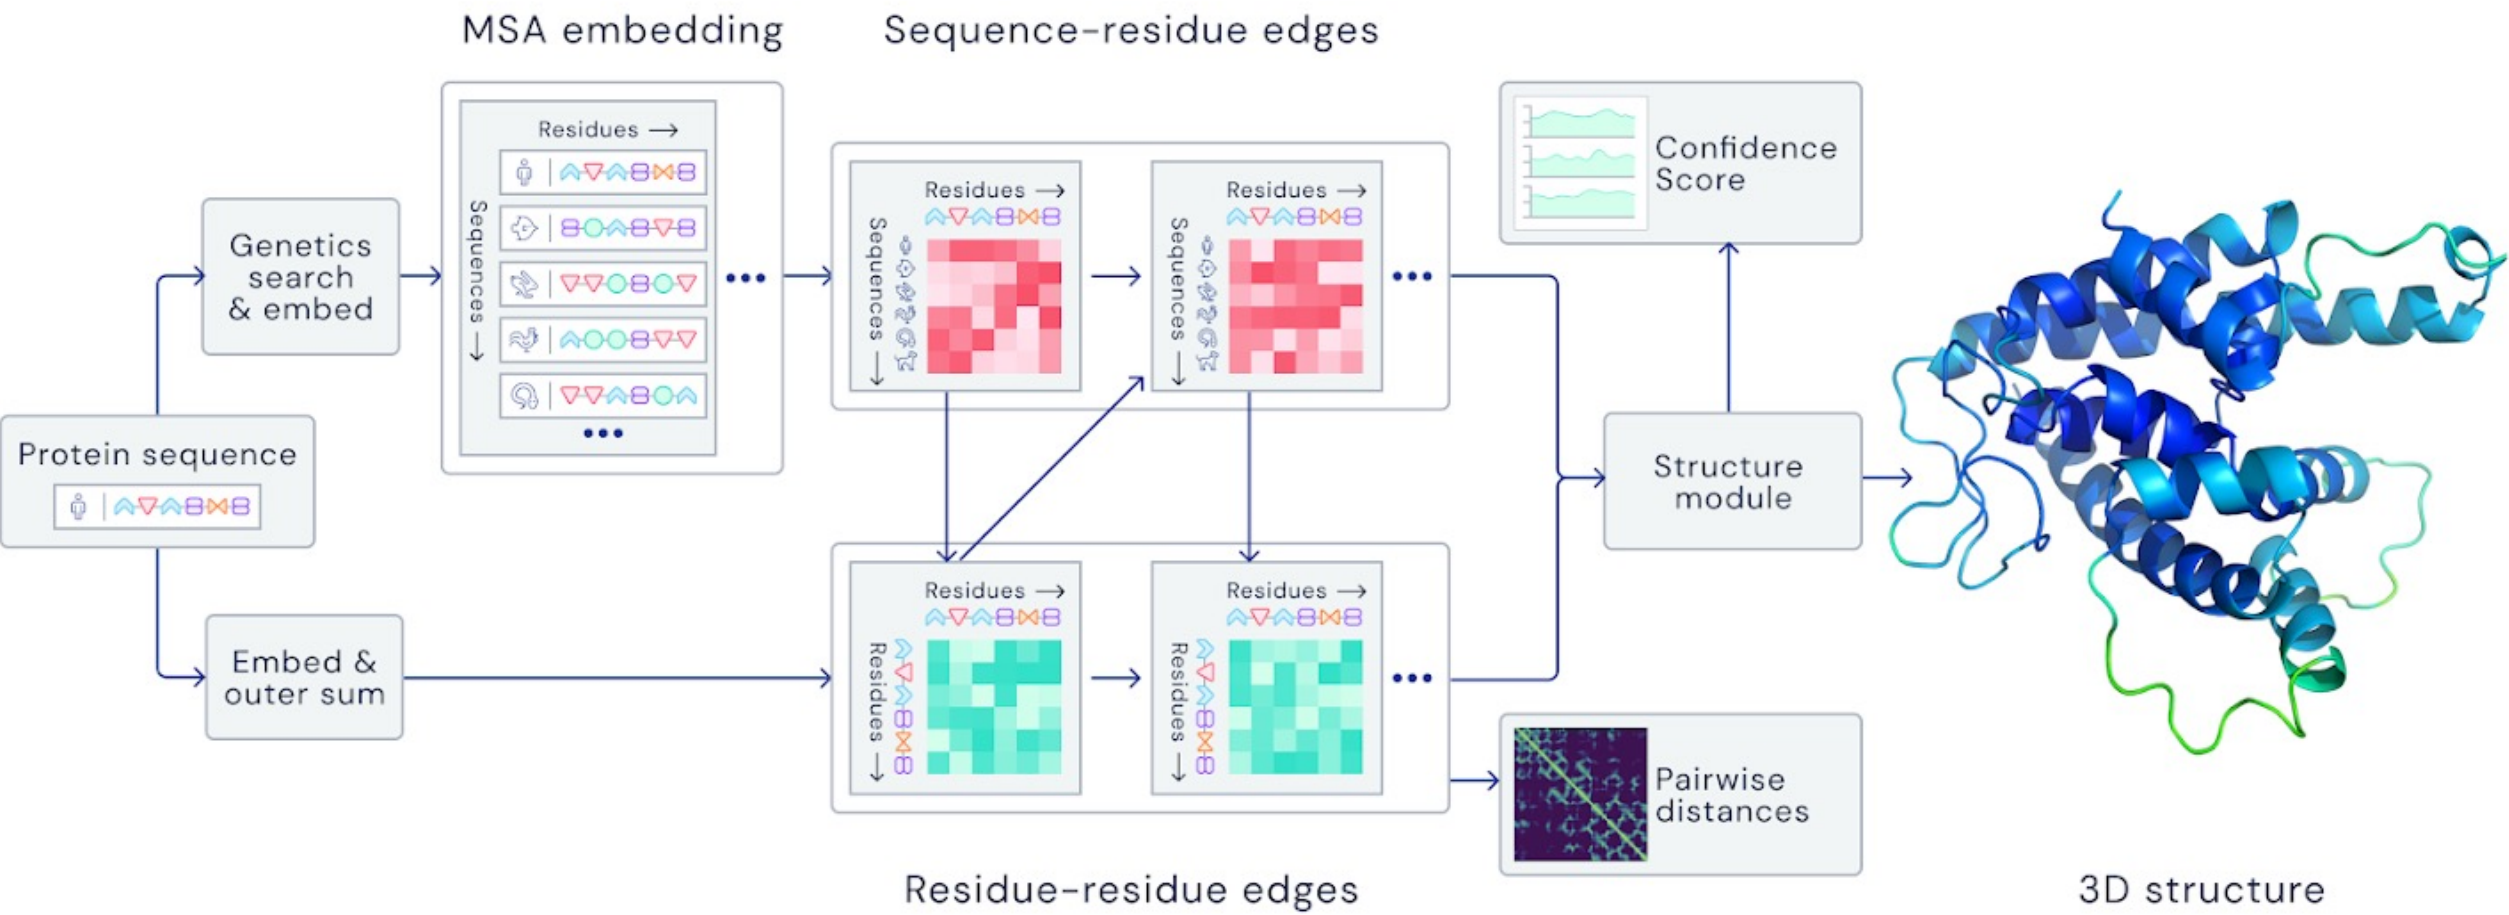 MSA embedding
Sequence-residue edges
Residues →
Sequences →
Genetics
search
& embed
Protein sequence
Embed &
outer sum
Residues →
Sequences →
Residues →
Sequences →
Residues →
Residues →
Residues →
Residues →
Confidence
Score
Structure
module
Pairwise
distances
Residue-residue edges
3D structure